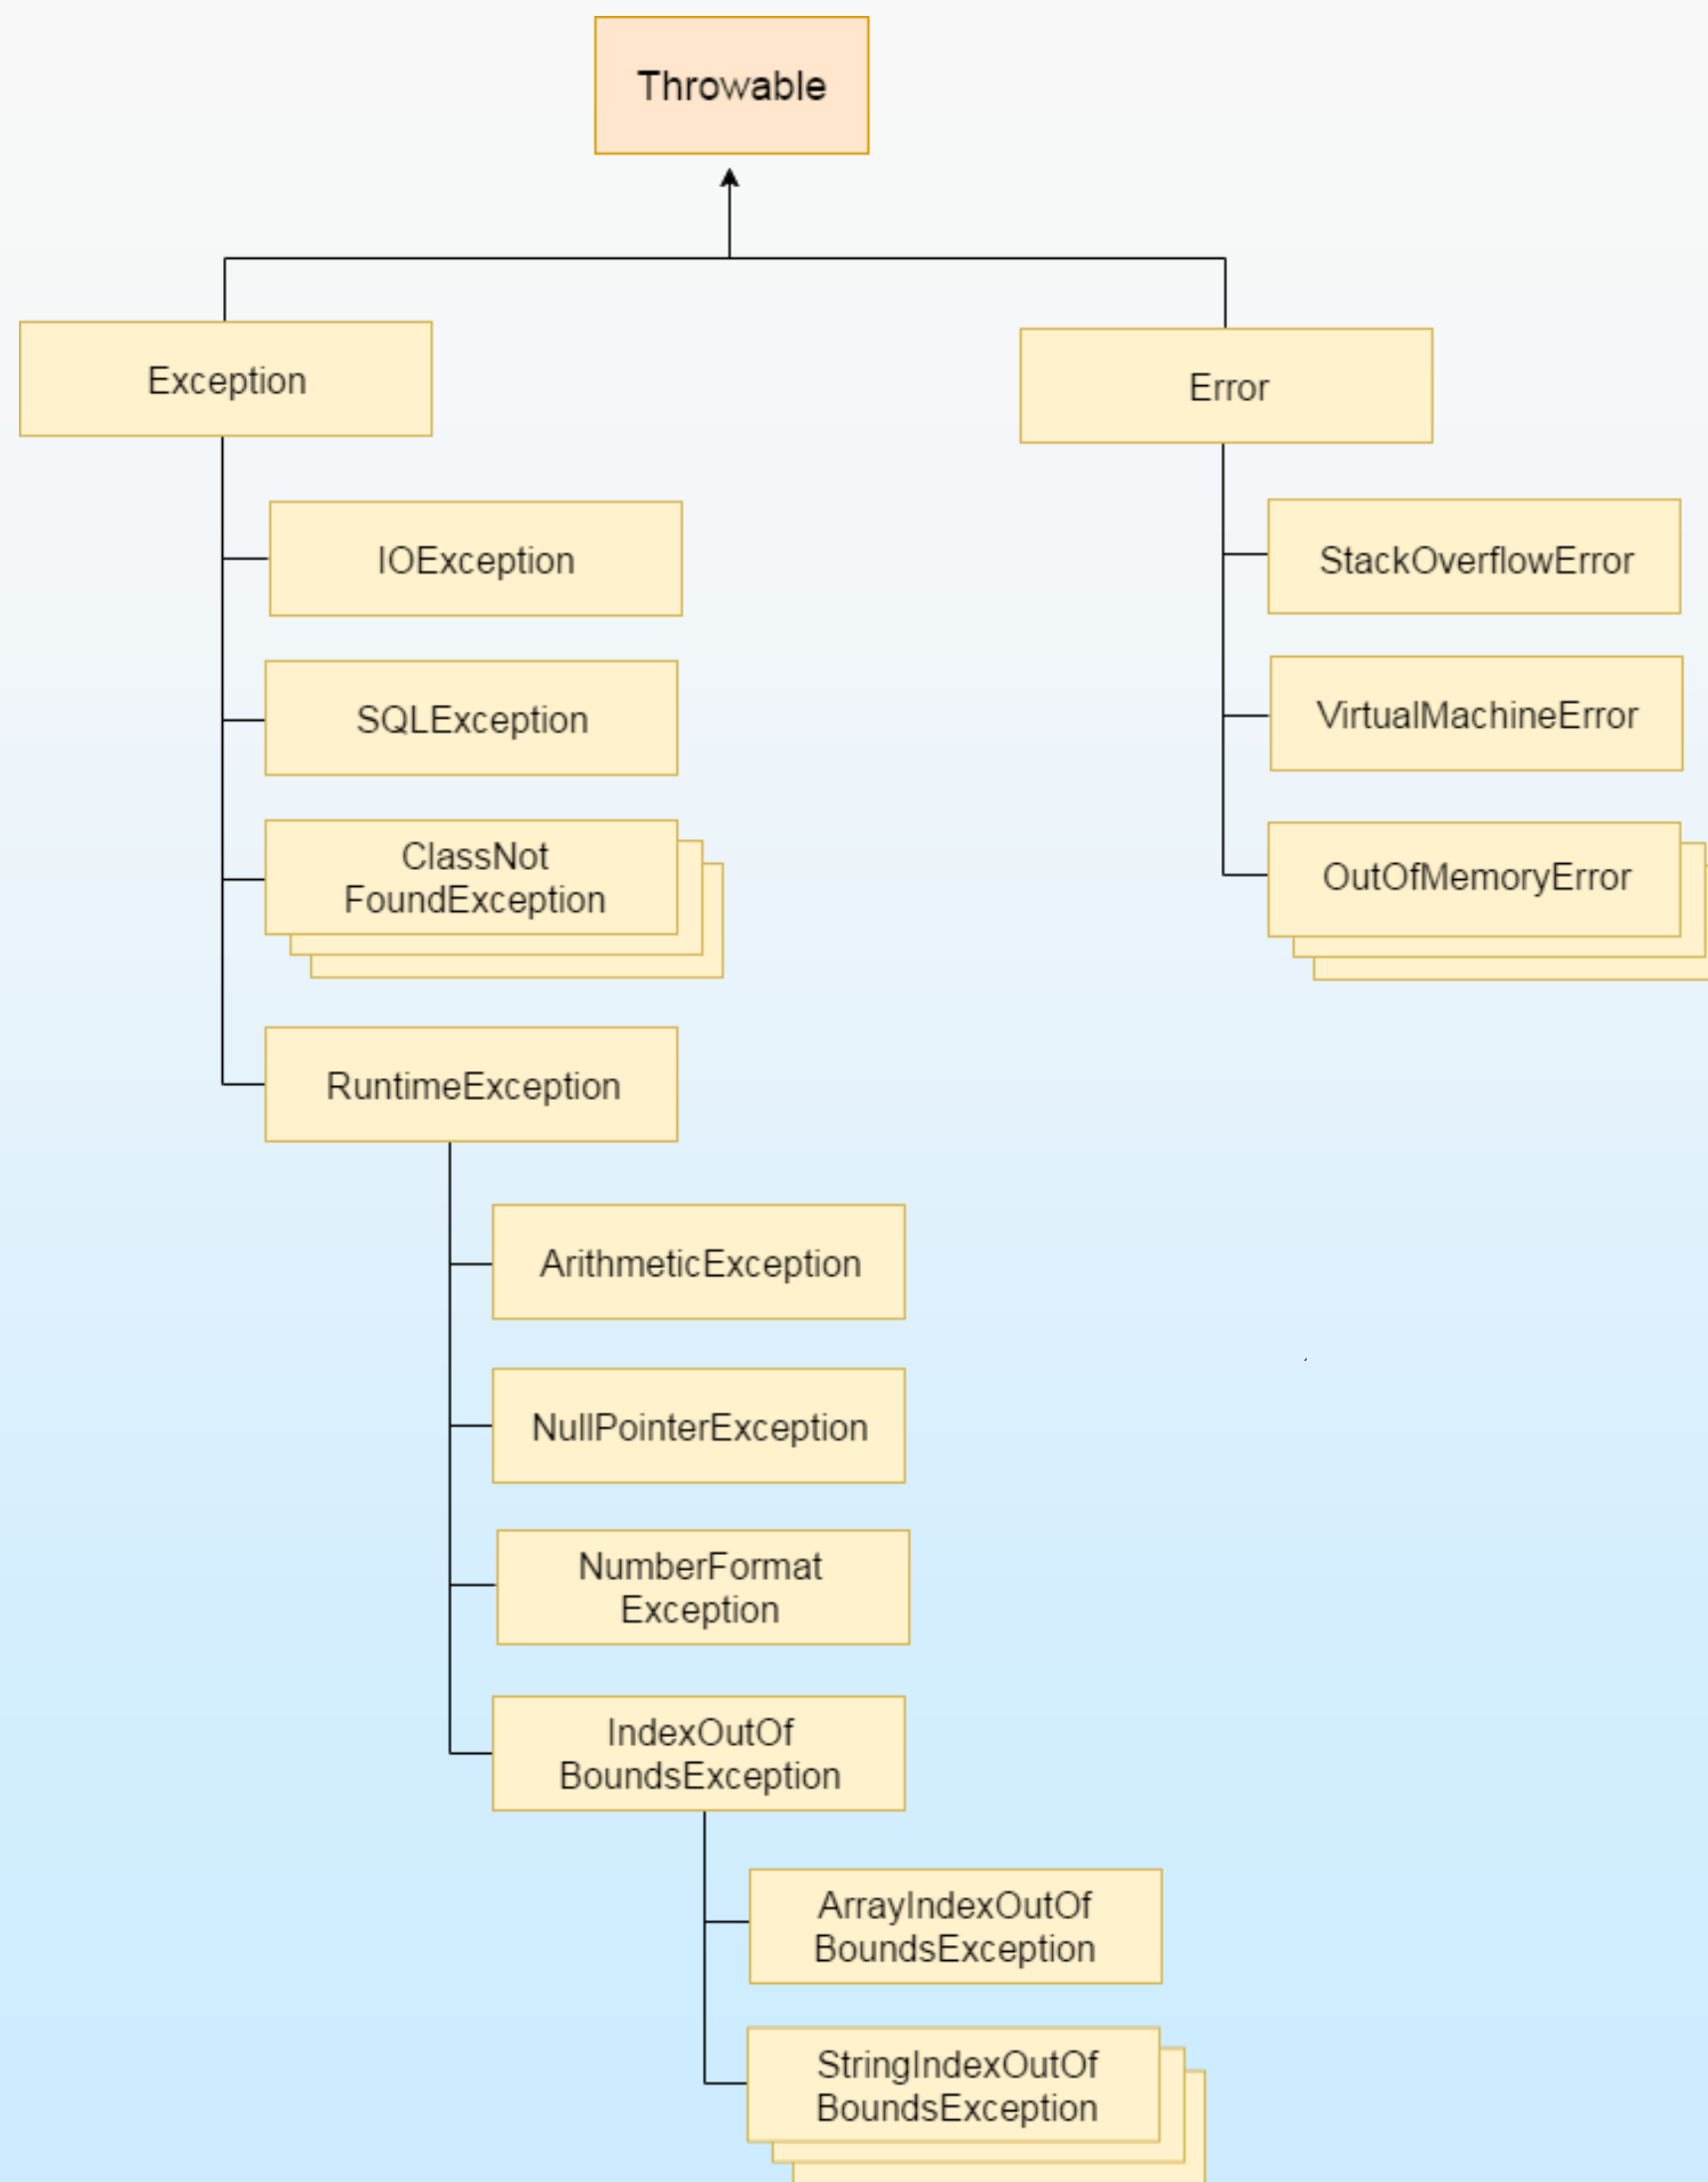 Throwable
Exception
Error
IOException
StackOverflowError
SQLException
VirtualMachineError
ClassNot
FoundException
OutOfMemoryError
RuntimeException
ArithmeticException
NullPointerException
NumberFormat
Exception
IndexOutOf
BoundsException
ArrayIndexOutOf
BoundsException
StringIndexOutOf
BoundsException